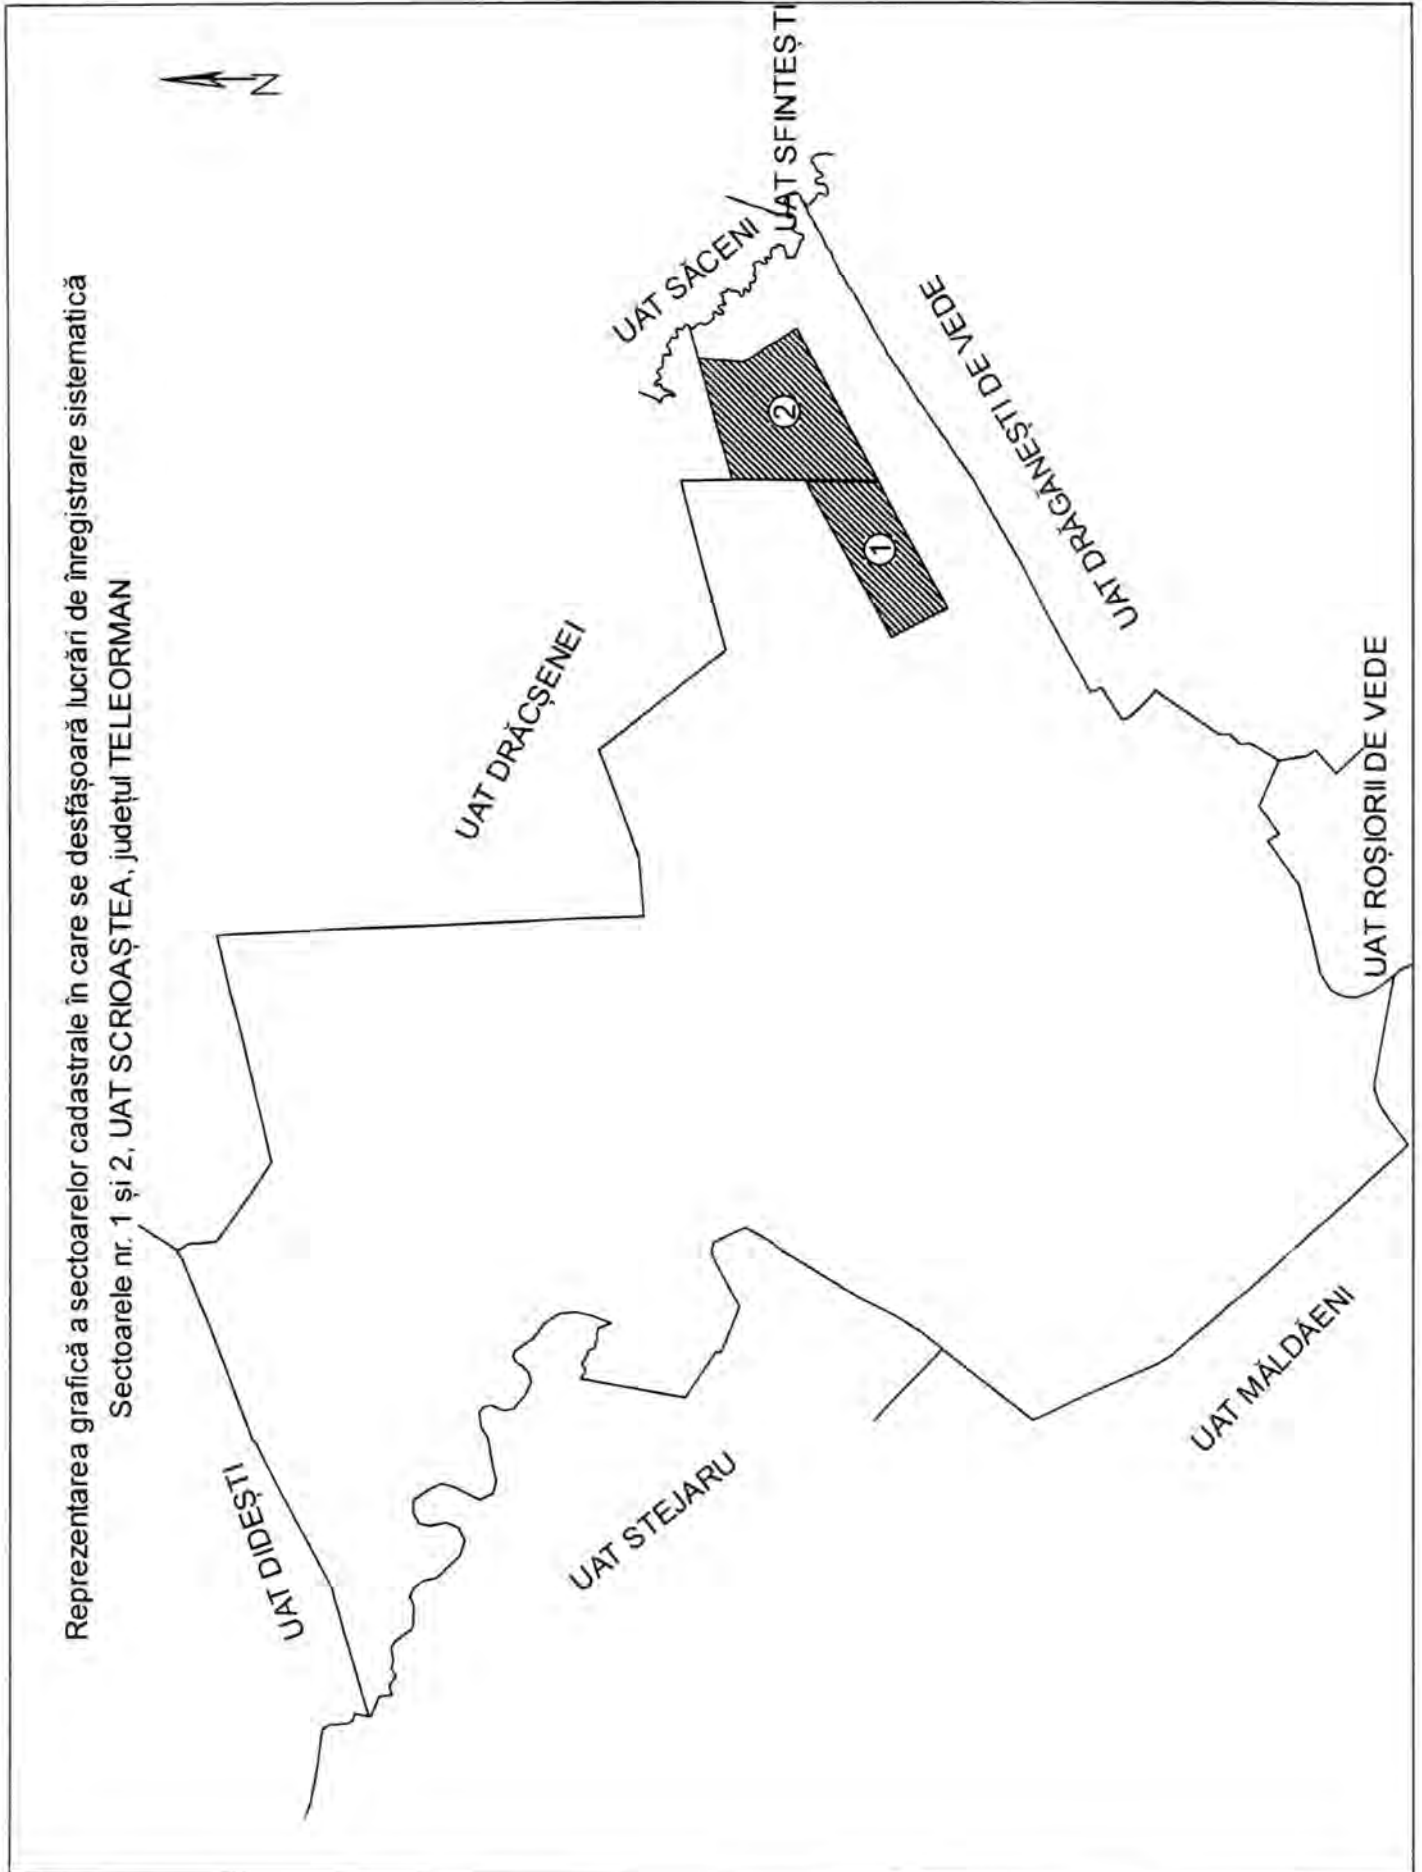 Reprezentarea grafică a sectoarelor cadastrale în care se desfășoară lucrări de înregistrare sistematică
Sectoarele nr. 1 și 2, UAT SCRIOAȘTEA, județul TELEORMAN
N
UAT DIDEȘTI
UAT DRĂCȘENEI
UAT SĂCENI
UAT SFINTEȘTI
2
1
UAT STEJARU
UAT DRĂGĂNEȘTI DE VEDE
UAT MĂLDĂENI
UAT ROȘIORII DE VEDE